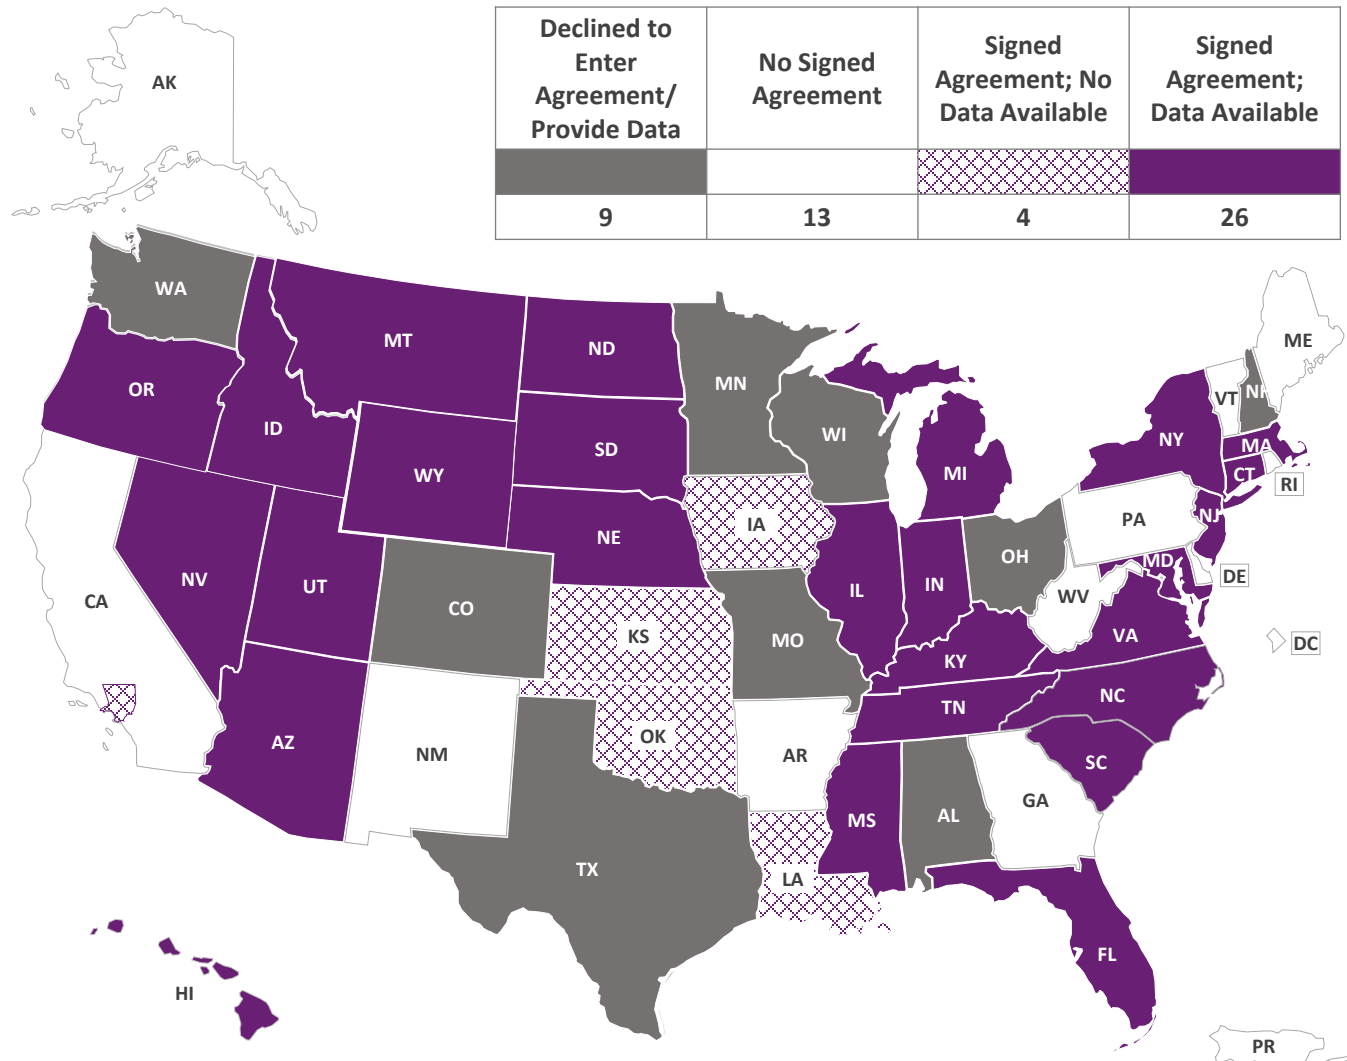 Declined to
Enter
Agreement/
Provide Data
No Signed
Agreement
Signed
Agreement; No
Data Available
Signed
Agreement;
Data Available
9
13
4
26
AK
WA
MT
ND
MN
ME
OR
ID
SD
WI
VT
NH
NY
MA
WY
MI
CT
RI
IA
PA
NJ
NE
OH
MD
DE
NV
UT
IL
IN
WV
CA
CO
KS
MO
VA
DC
KY
NC
TN
AZ
NM
OK
AR
SC
GA
MS
AL
TX
LA
FL
HI
PR